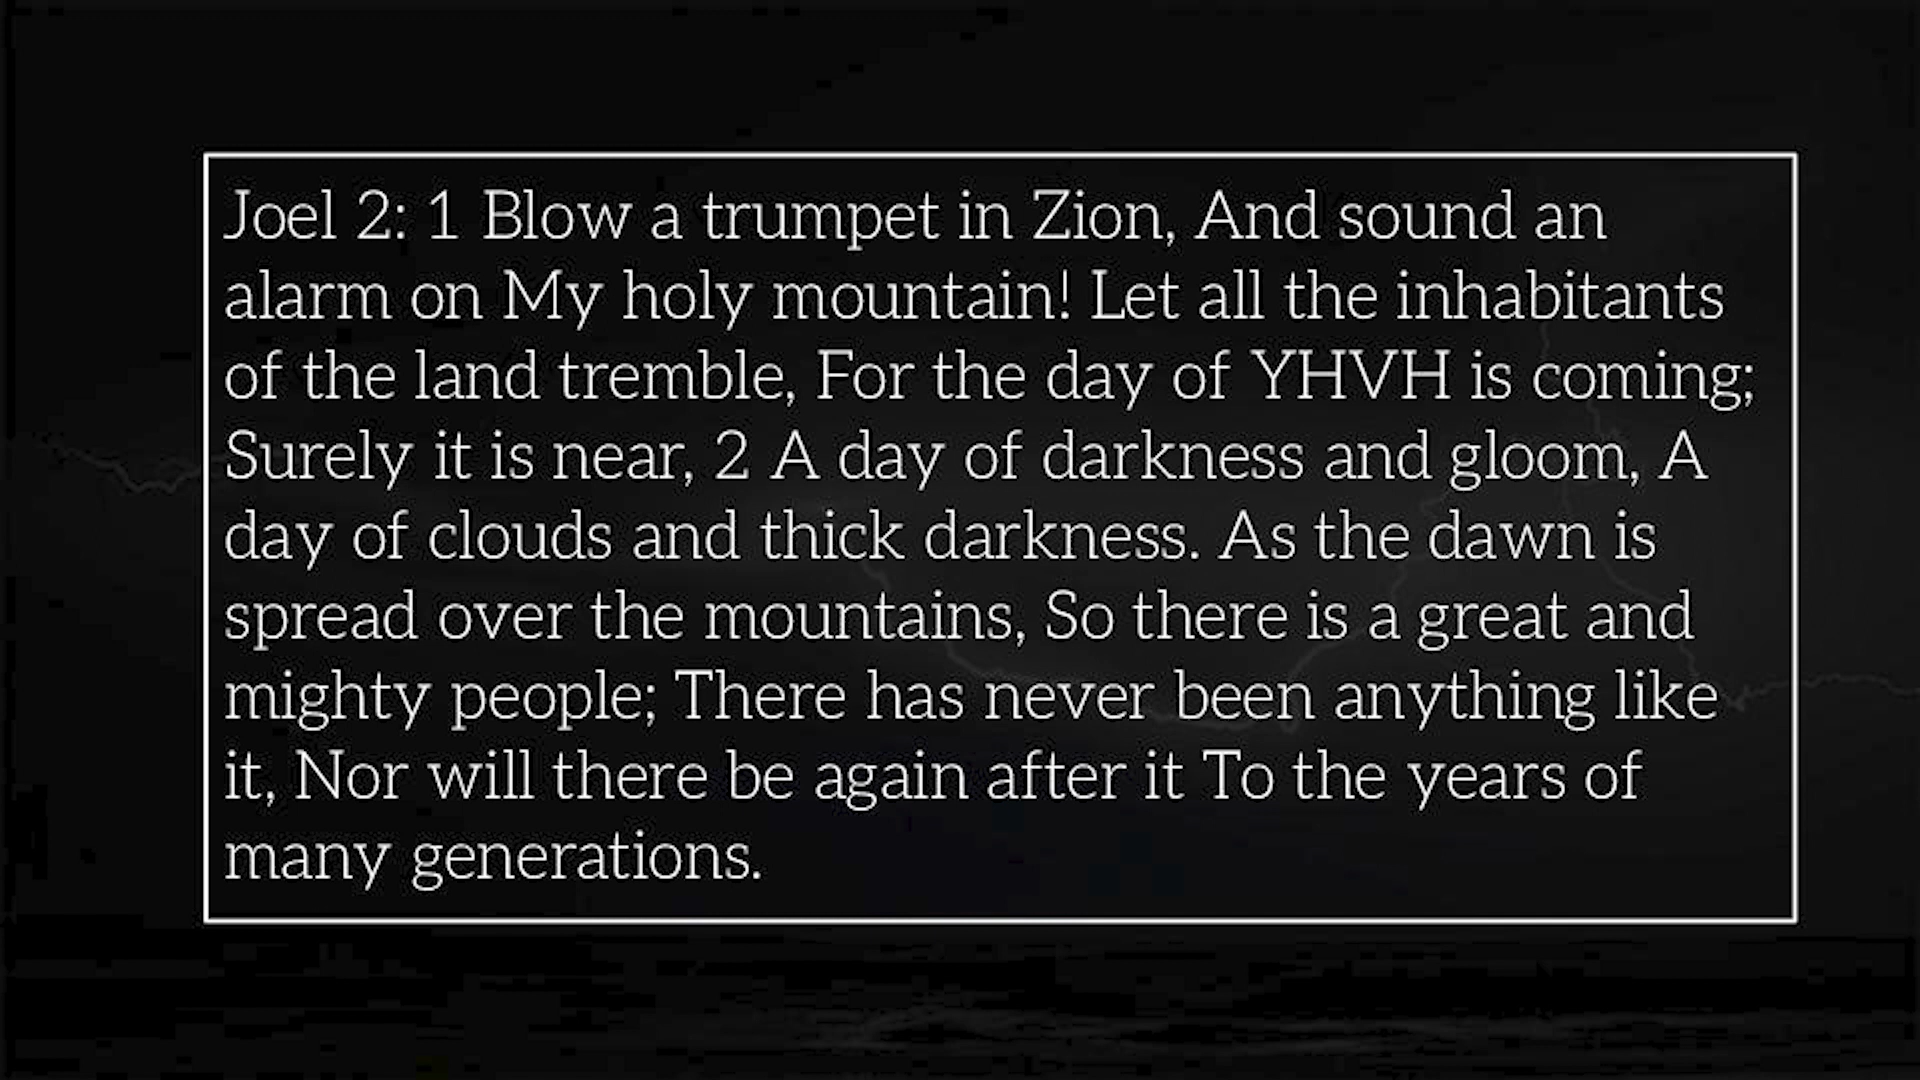 Joel 2: 1 Blow a trumpet in Zion, And sound an
alarm on My holy mountain! Let all the inhabitants
of the land tremble, For the day of YHVH is coming;
Surely it is near, 2 A day of darkness and gloom, A
day of clouds and thick darkness. As the dawn is
spread over the mountains, So there is a great and
mighty people; There has never been anything like
it, Nor will there be again after it To the years of
many generations.